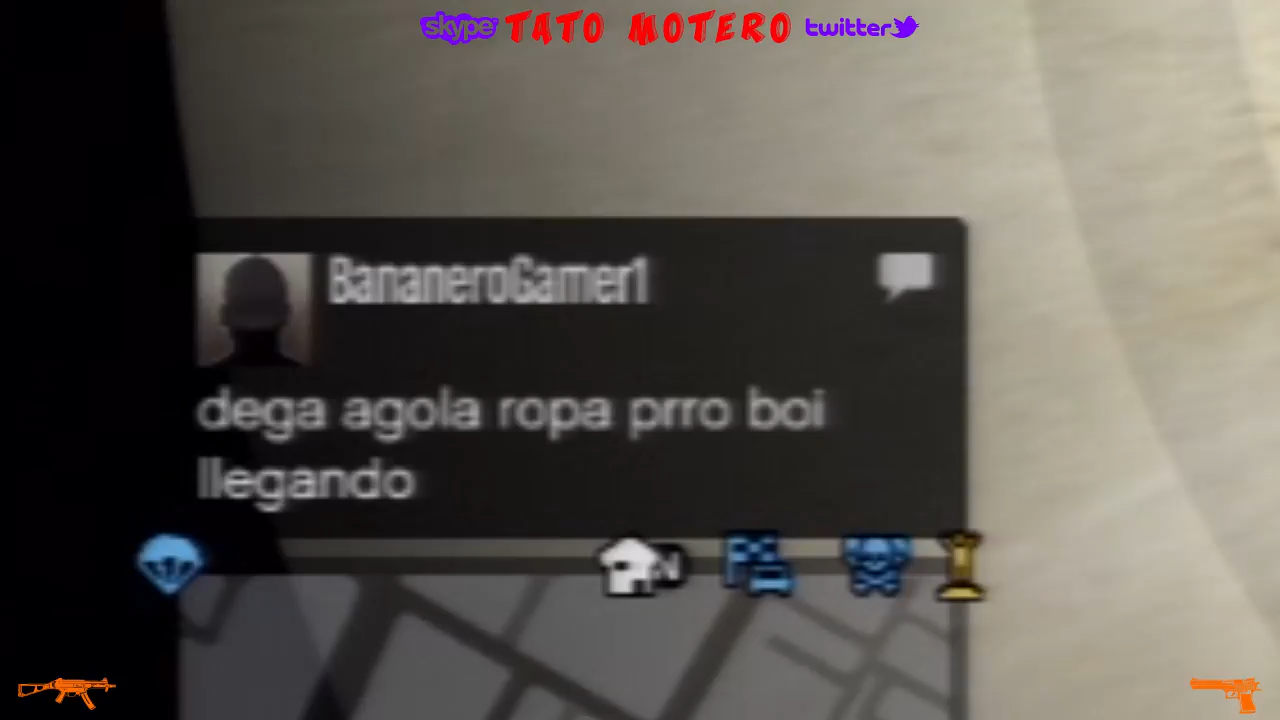 skype TATO MOTERO twitter
BananeroGamer1
dega agola ropa prro boi
llegando
N